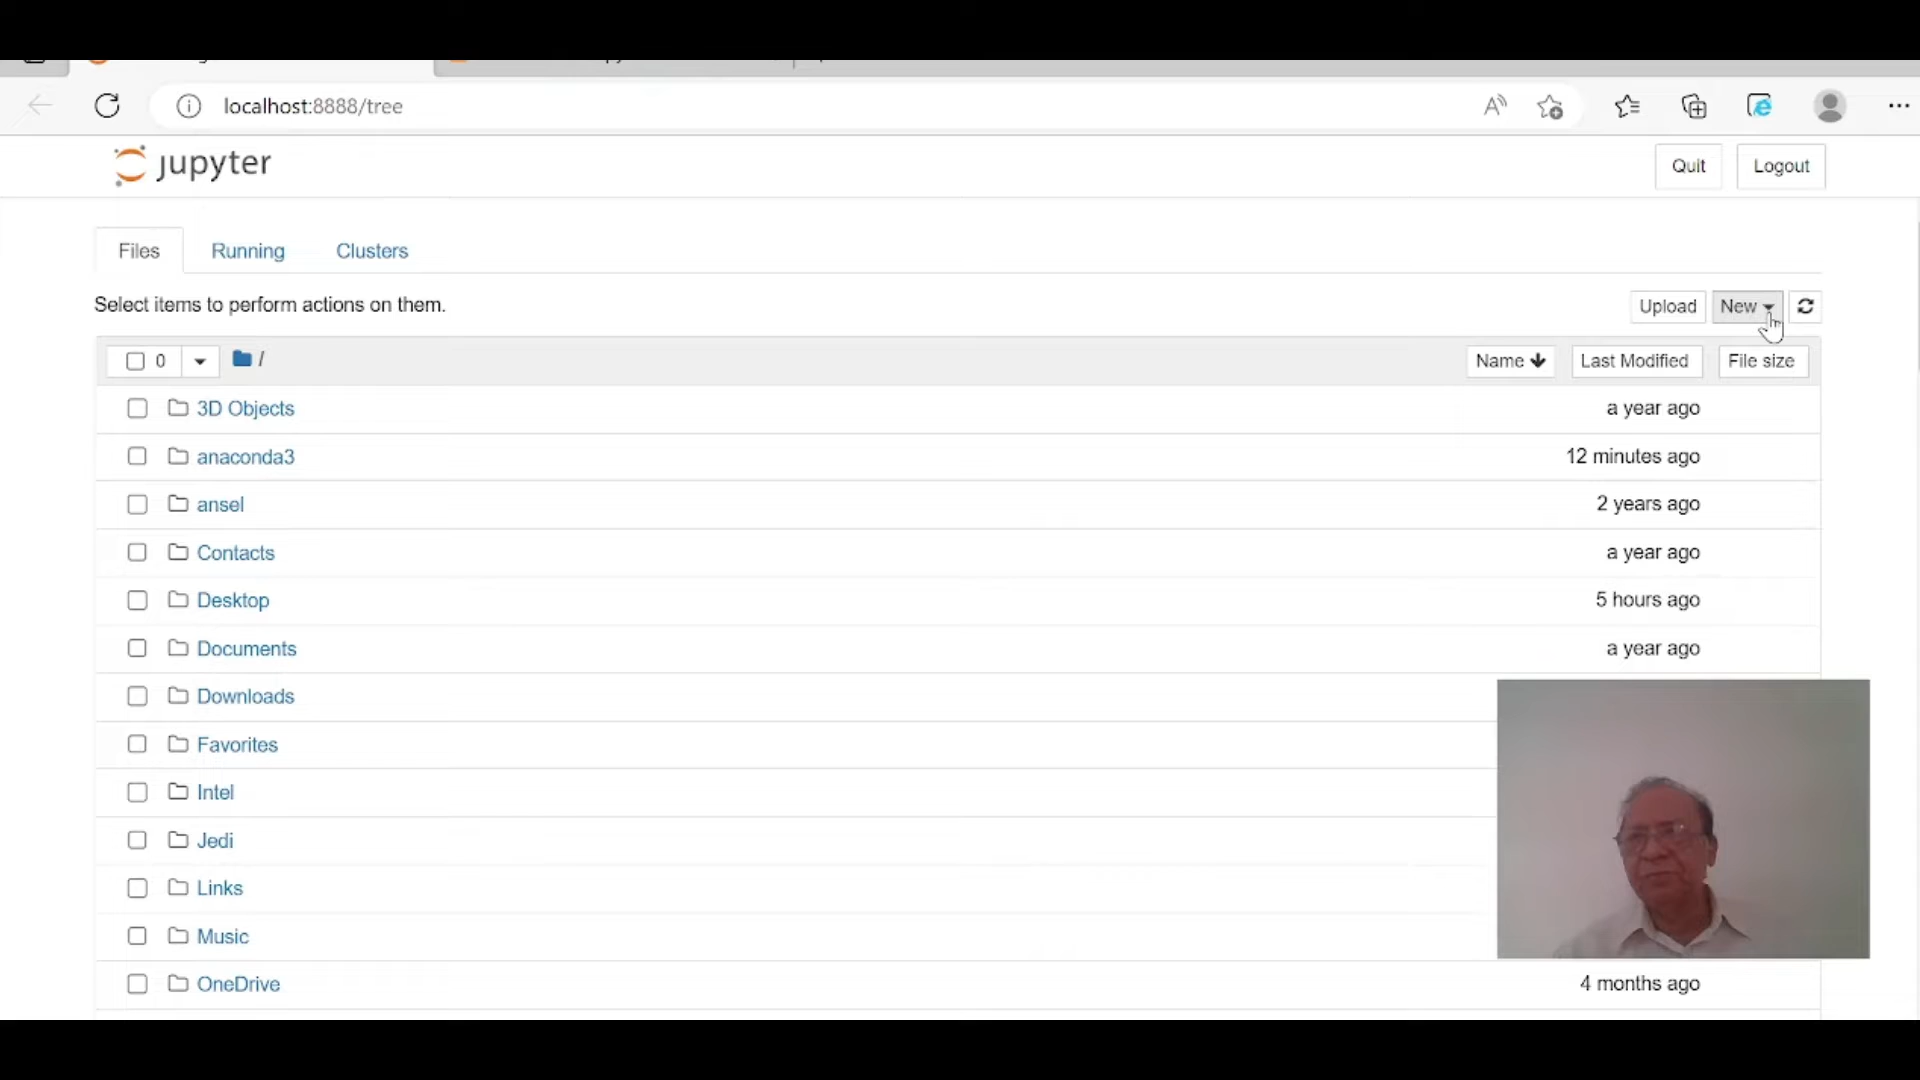 localhost:8888/tree
jupyter
Quit
Logout
Files
Running
Clusters
Select items to perform actions on them.
Upload
New
0
/
Name
Last Modified
File size
3D Objects
a year ago
anaconda3
12 minutes ago
ansel
2 years ago
Contacts
a year ago
Desktop
5 hours ago
Documents
a year ago
Downloads
Favorites
Intel
Jedi
Links
Music
OneDrive
4 months ago